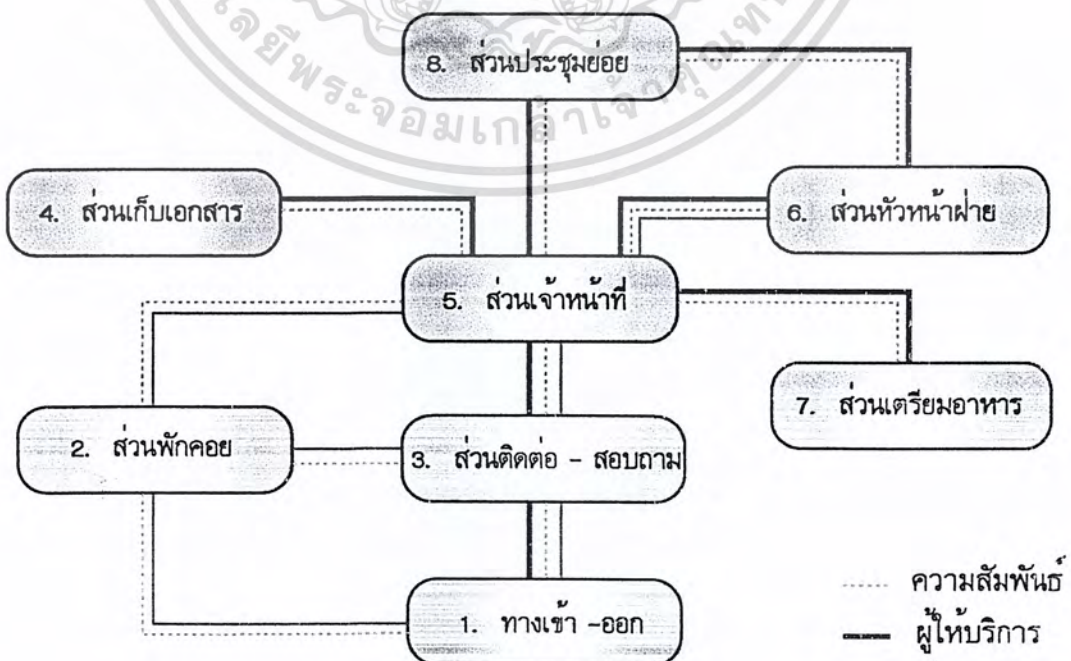 8. ส่วนประชุมย่อย
4. ส่วนเก็บเอกสาร
6. ส่วนหัวหน้าฝ่าย
5. ส่วนเจ้าหน้าที่
7. ส่วนเตรียมอาหาร
2. ส่วนพักคอย
3. ส่วนติดต่อ - สอบถาม
1. ทางเข้า -ออก
ความสัมพันธ์
ผู้ให้บริการ